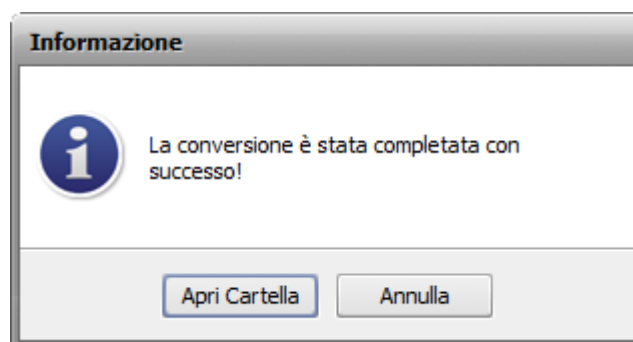 Informazione
La conversione è stata completata con
successo!
Apri Cartella
Annulla